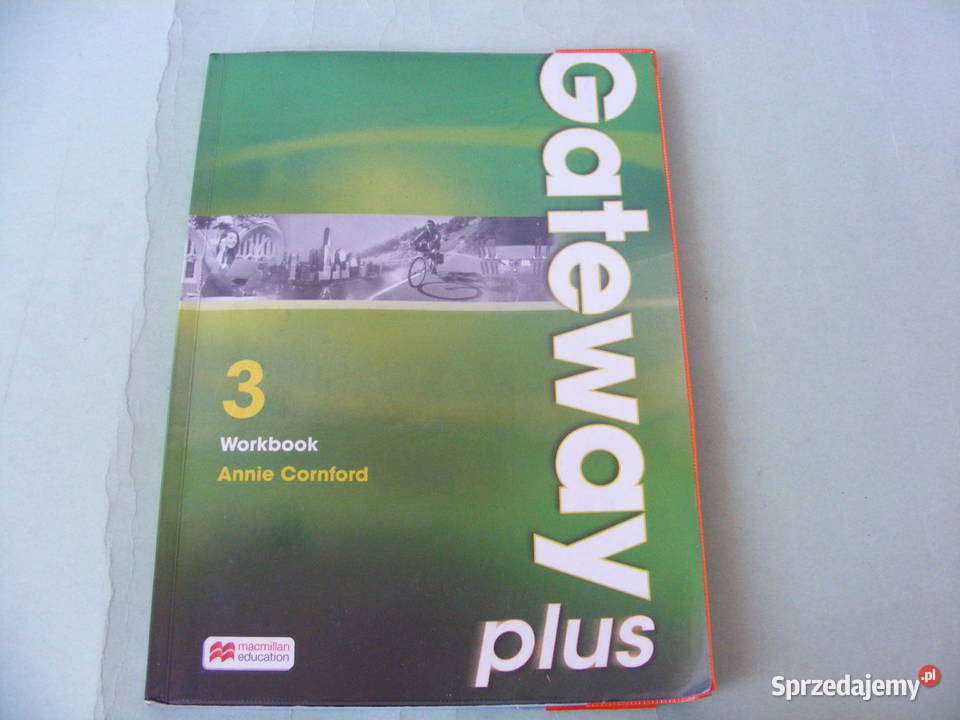 Gateway
plus
3
Workbook
Annie Cornford
macmillan
education
Sprzedajemy.pl